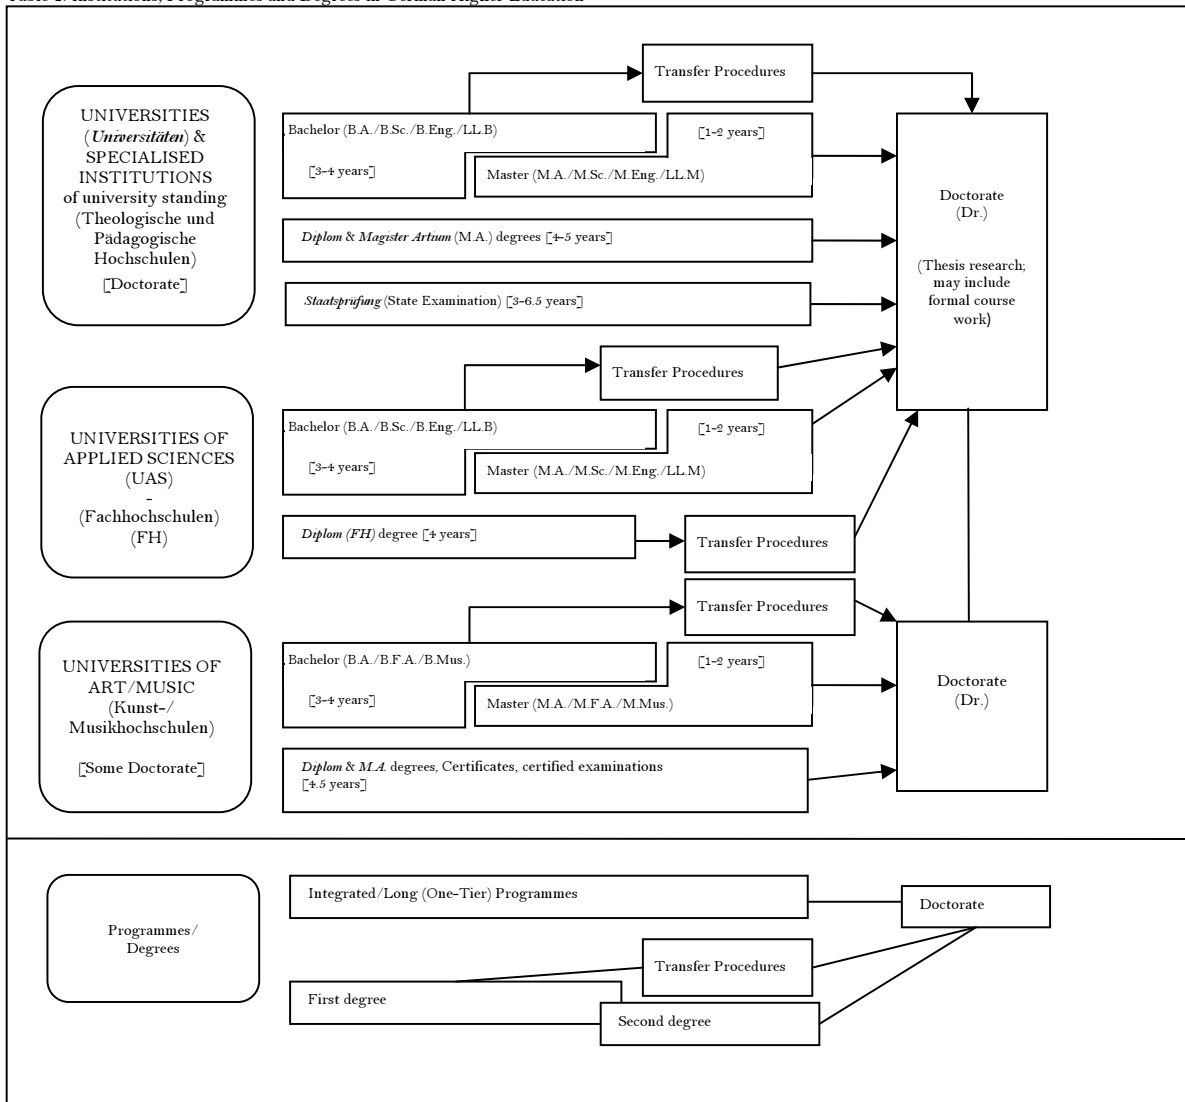 Table 1: Institutions, Programmes and Degrees in German Higher Education
Transfer Procedures
UNIVERSITIES
(Universitäten) &
SPECIALISED
INSTITUTIONS
of university standing
(Theologische und
Pädagogische
Hochschulen)
[Doctorate]
Bachelor (B.A./B.Sc./B.Eng./LL.B)
[3-4 years]
[1-2 years]
Master (M.A./M.Sc./M.Eng./LL.M)
Diplom & Magister Artium (M.A.) degrees [4-5 years]
Staatsprüfung (State Examination) [3-6.5 years]
Doctorate
(Dr.)
(Thesis research;
may include
formal course
work)
Transfer Procedures
UNIVERSITIES OF
APPLIED SCIENCES
(UAS)
-
(Fachhochschulen)
(FH)
Bachelor (B.A./B.Sc./B.Eng./LL.B)
[3-4 years]
[1-2 years]
Master (M.A./M.Sc./M.Eng./LL.M)
Diplom (FH) degree [4 years]
Transfer Procedures
Transfer Procedures
UNIVERSITIES OF
ART/MUSIC
(Kunst-/
Musikhochschulen)
[Some Doctorate]
Bachelor (B.A./B.F.A./B.Mus.)
[3-4 years]
[1-2 years]
Master (M.A./M.F.A./M.Mus.)
Diplom & M.A. degrees, Certificates, certified examinations
[4.5 years]
Doctorate
(Dr.)
Programmes/
Degrees
Integrated/Long (One-Tier) Programmes
Doctorate
Transfer Procedures
First degree
Second degree